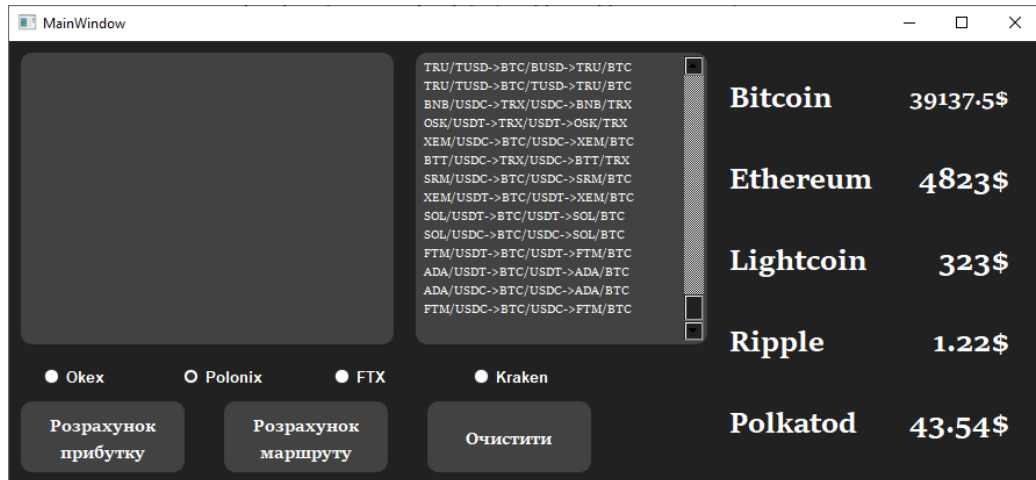 MainWindow
TRU/TUSD->BTC/BUSD->TRU/BTC
TRU/TUSD->BTC/TUSD->TRU/BTC
BNB/USDC->TRX/USDC->BNB/TRX
OSK/USDT->TRX/USDT->OSK/TRX
XEM/USDC->BTC/USDC->XEM/BTC
BTT/USDC->TRX/USDC->BTT/TRX
SRM/USDC->BTC/USDC->SRM/BTC
XEM/USDT->BTC/USDT->XEM/BTC
SOL/USDT->BTC/USDT->SOL/BTC
SOL/USDC->BTC/USDC->SOL/BTC
FTM/USDT->BTC/USDT->FTM/BTC
ADA/USDT->BTC/USDT->ADA/BTC
ADA/USDC->BTC/USDC->ADA/BTC
FTM/USDC->BTC/USDC->FTM/BTC
Bitcoin 39137.5$
Ethereum 4823$
Lightcoin 323$
Ripple 1.22$
Polkatod 43.54$
Okex Polonix FTX Kraken
Розрахунок
прибутку
Розрахунок
маршруту
Очистити